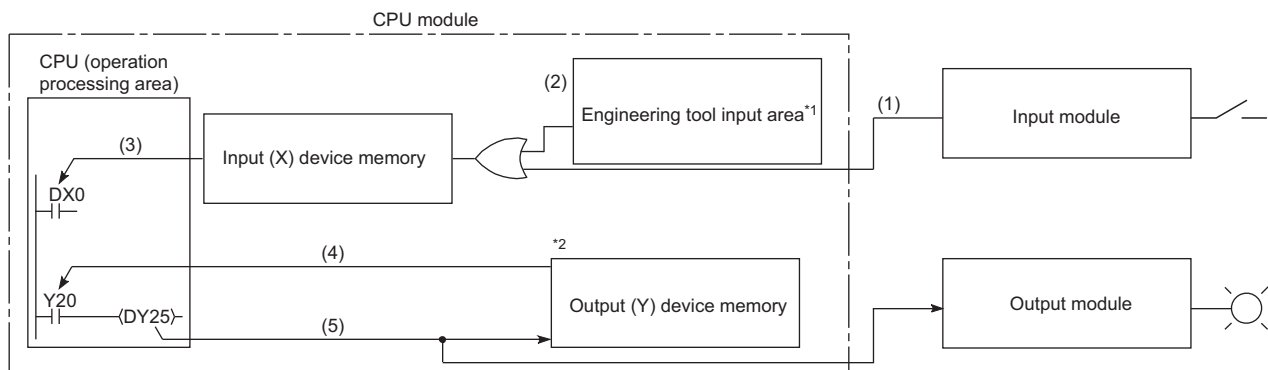 CPU module
CPU (operation
processing area)
(2)
Engineering tool input area*1
(1)
Input module
(3)
Input (X) device memory
DX0
*2
(4)
Y20
Output (Y) device memory
Output module
⟨DY25⟩
(5)